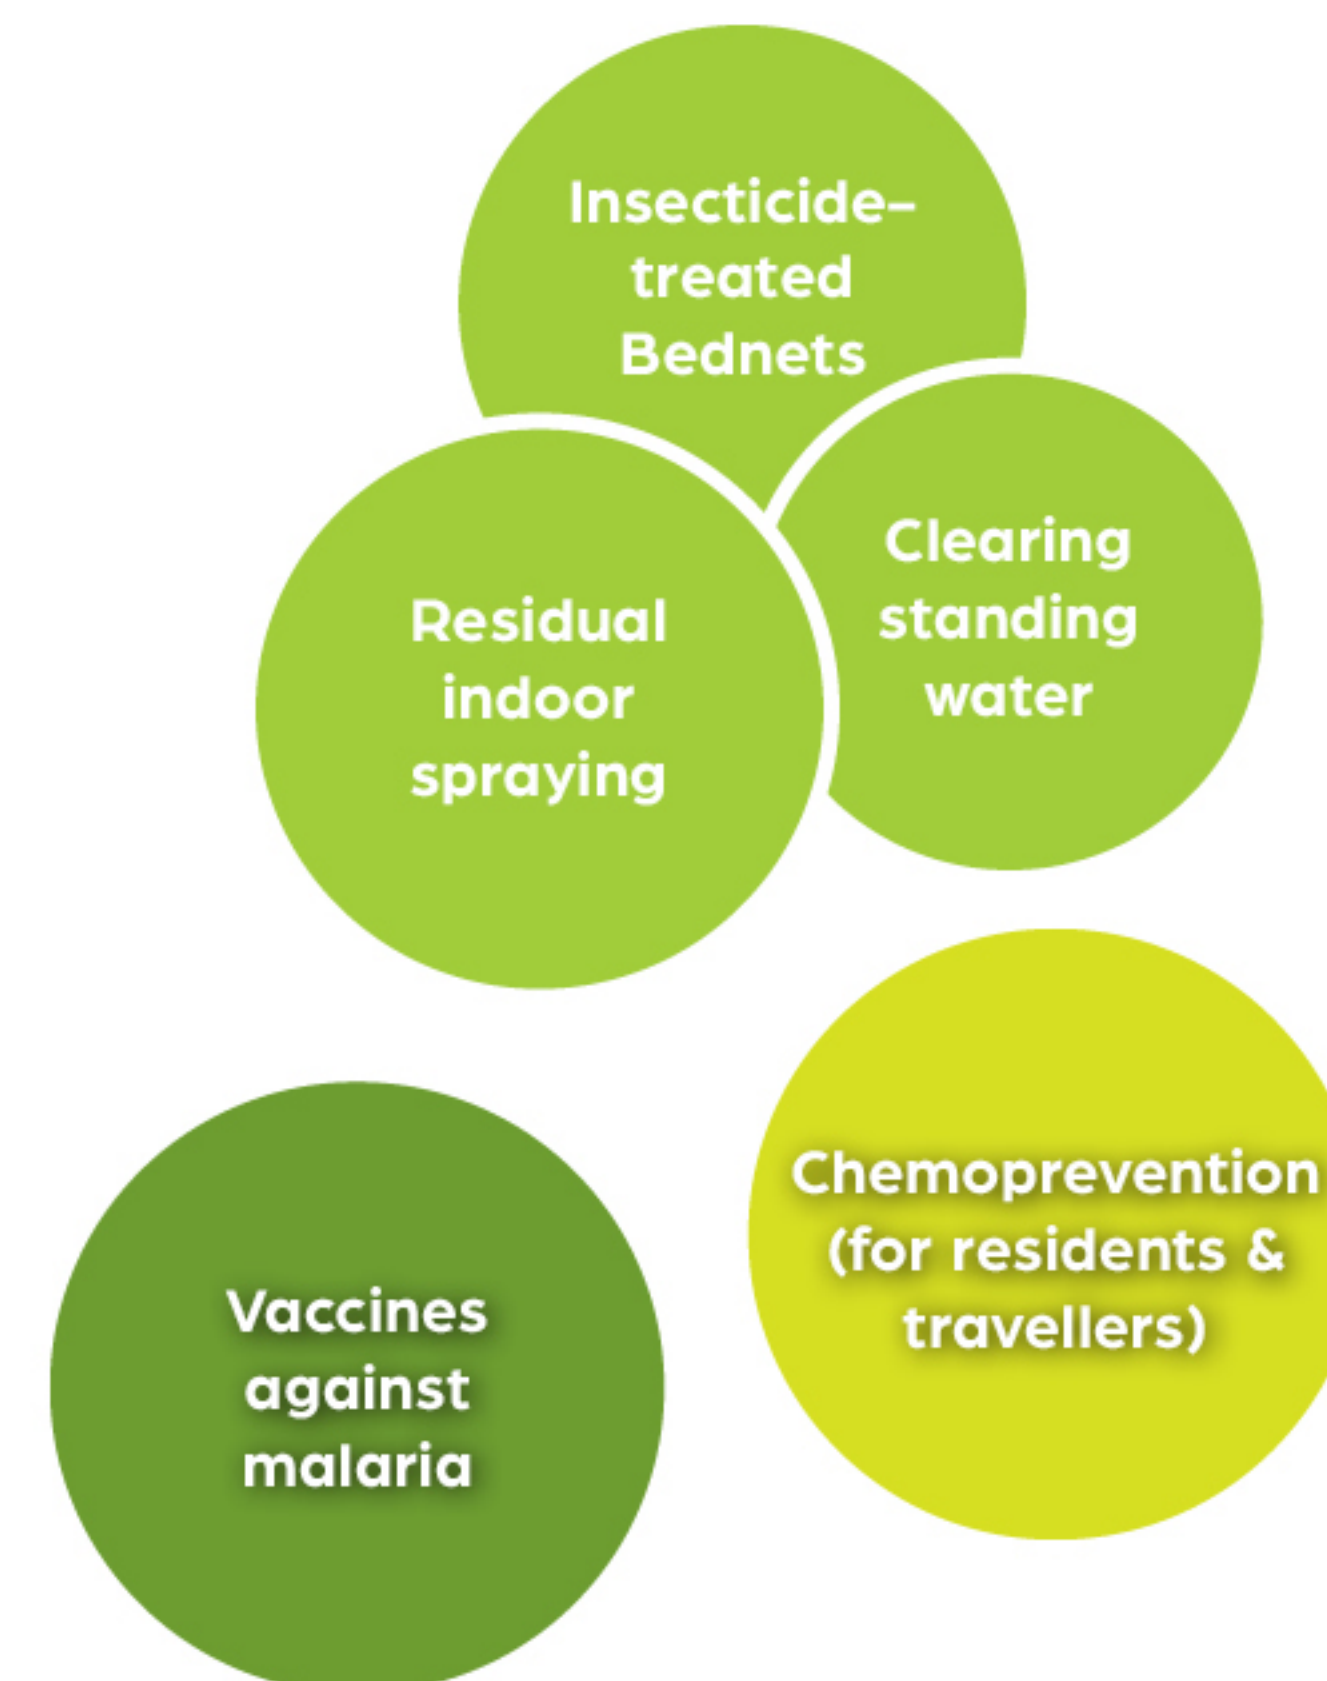 Insecticide-
treated
Bednets
Clearing
standing
water
Residual
indoor
spraying
Chemoprevention
(for residents &
travellers)
Vaccines
against
malaria